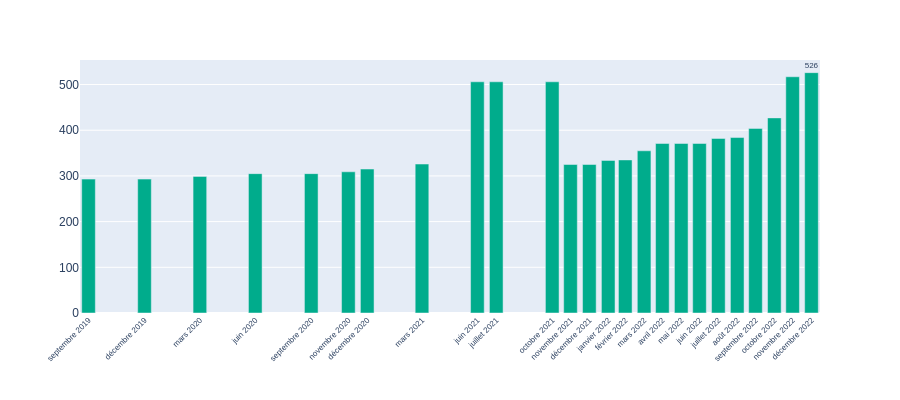 526
500
400
300
200
100
0
septembre 2019
décembre 2019
mars 2020
juin 2020
septembre 2020
novembre 2020
décembre 2020
mars 2021
juin 2021
juillet 2021
octobre 2021
novembre 2021
décembre 2021
janvier 2022
février 2022
mars 2022
avril 2022
mai 2022
juin 2022
juillet 2022
août 2022
septembre 2022
octobre 2022
novembre 2022
décembre 2022